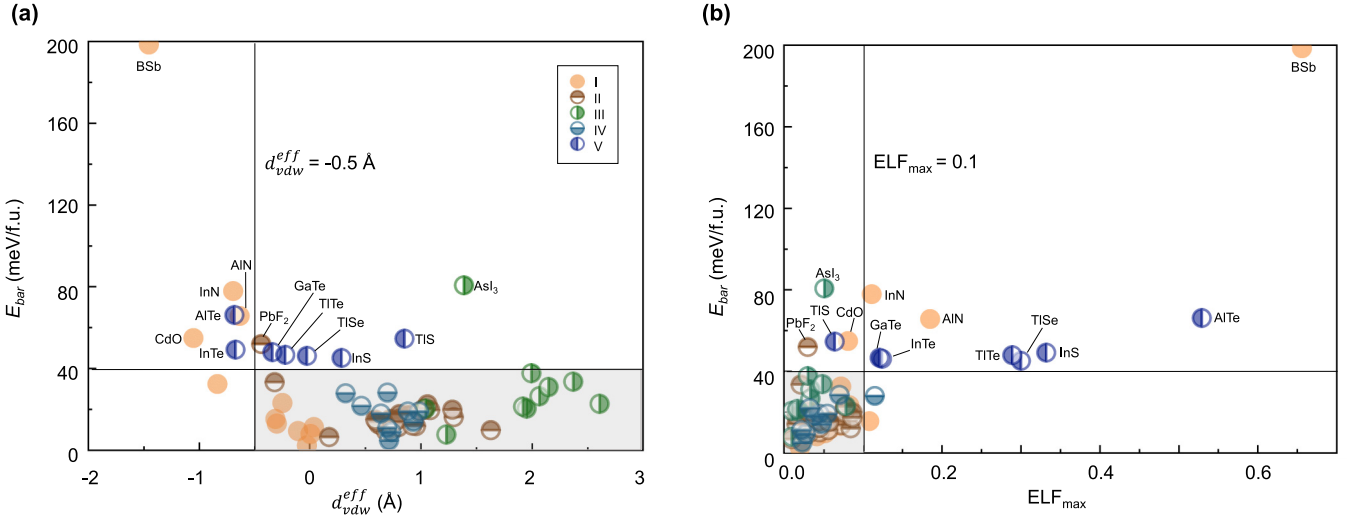 (a)
200
160
120
80
40
0
-2
-1
0
1
2
3
E_bar (meV/f.u.)
d_vdw^eff (Å)
d_vdw^eff = -0.5 Å
I
II
III
IV
V
BSb
AlN
InN
AlTe
CdO
InTe
PbF₂
GaTe
TlTe
TlSe
InS
TlS
AsI₃
(b)
200
160
120
80
40
0
0.0
0.2
0.4
0.6
E_bar (meV/f.u.)
ELF_max
ELF_max = 0.1
BSb
AsI₃
InN
TlS
CdO
AlN
PbF₂
GaTe
InTe
TlTe
TlSe
InS
AlTe